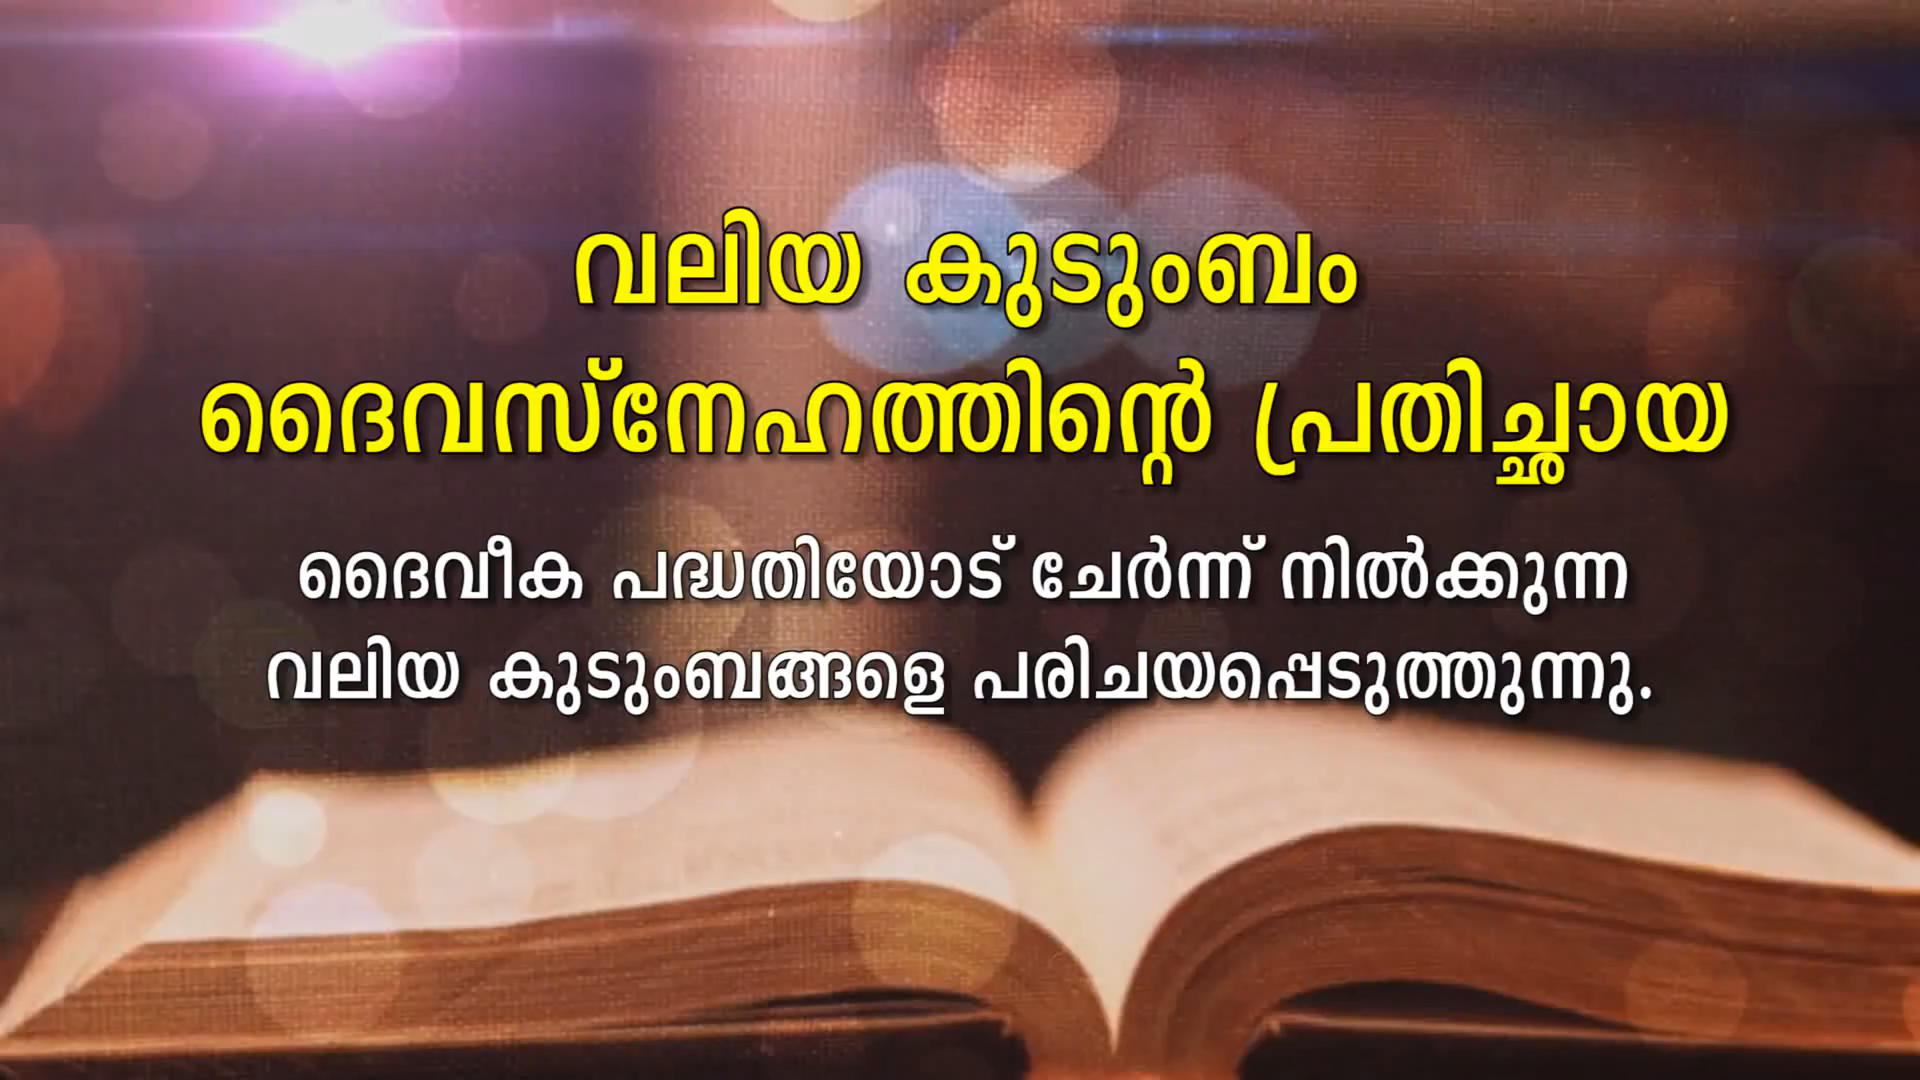 വലിയ കുടുംബം
ദൈവസ്നേഹത്തിന്റെ പ്രതിച്ഛായ
ദൈവീക പദ്ധതിയോട് ചേർന്ന് നിൽക്കുന്ന
വലിയ കുടുംബങ്ങളെ പരിചയപ്പെടുത്തുന്നു.